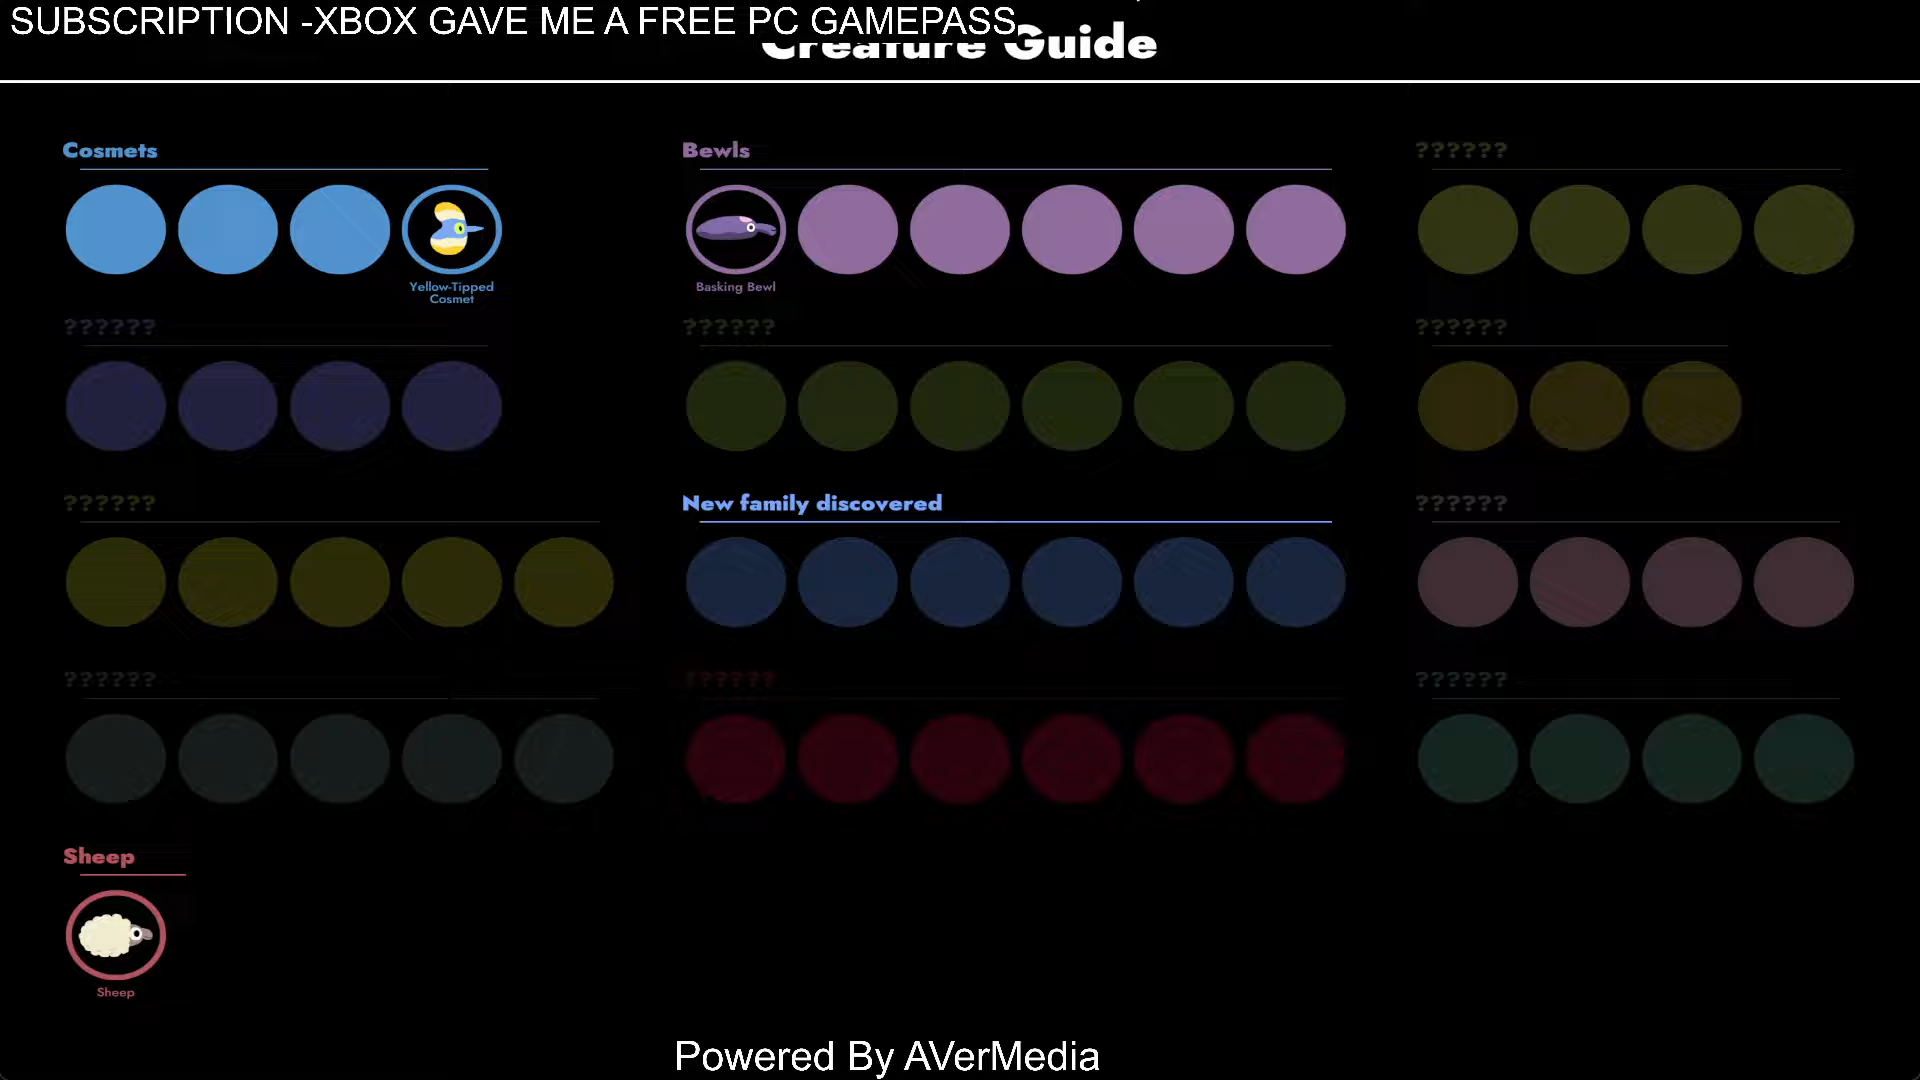 SUBSCRIPTION -XBOX GAVE ME A FREE PC GAMEPASS
Creature Guide
Cosmets
Yellow-Tipped
Cosmet
Bewls
Basking Bewl
??????
??????
??????
??????
??????
New family discovered
??????
??????
??????
??????
Sheep
Sheep
Powered By AVerMedia